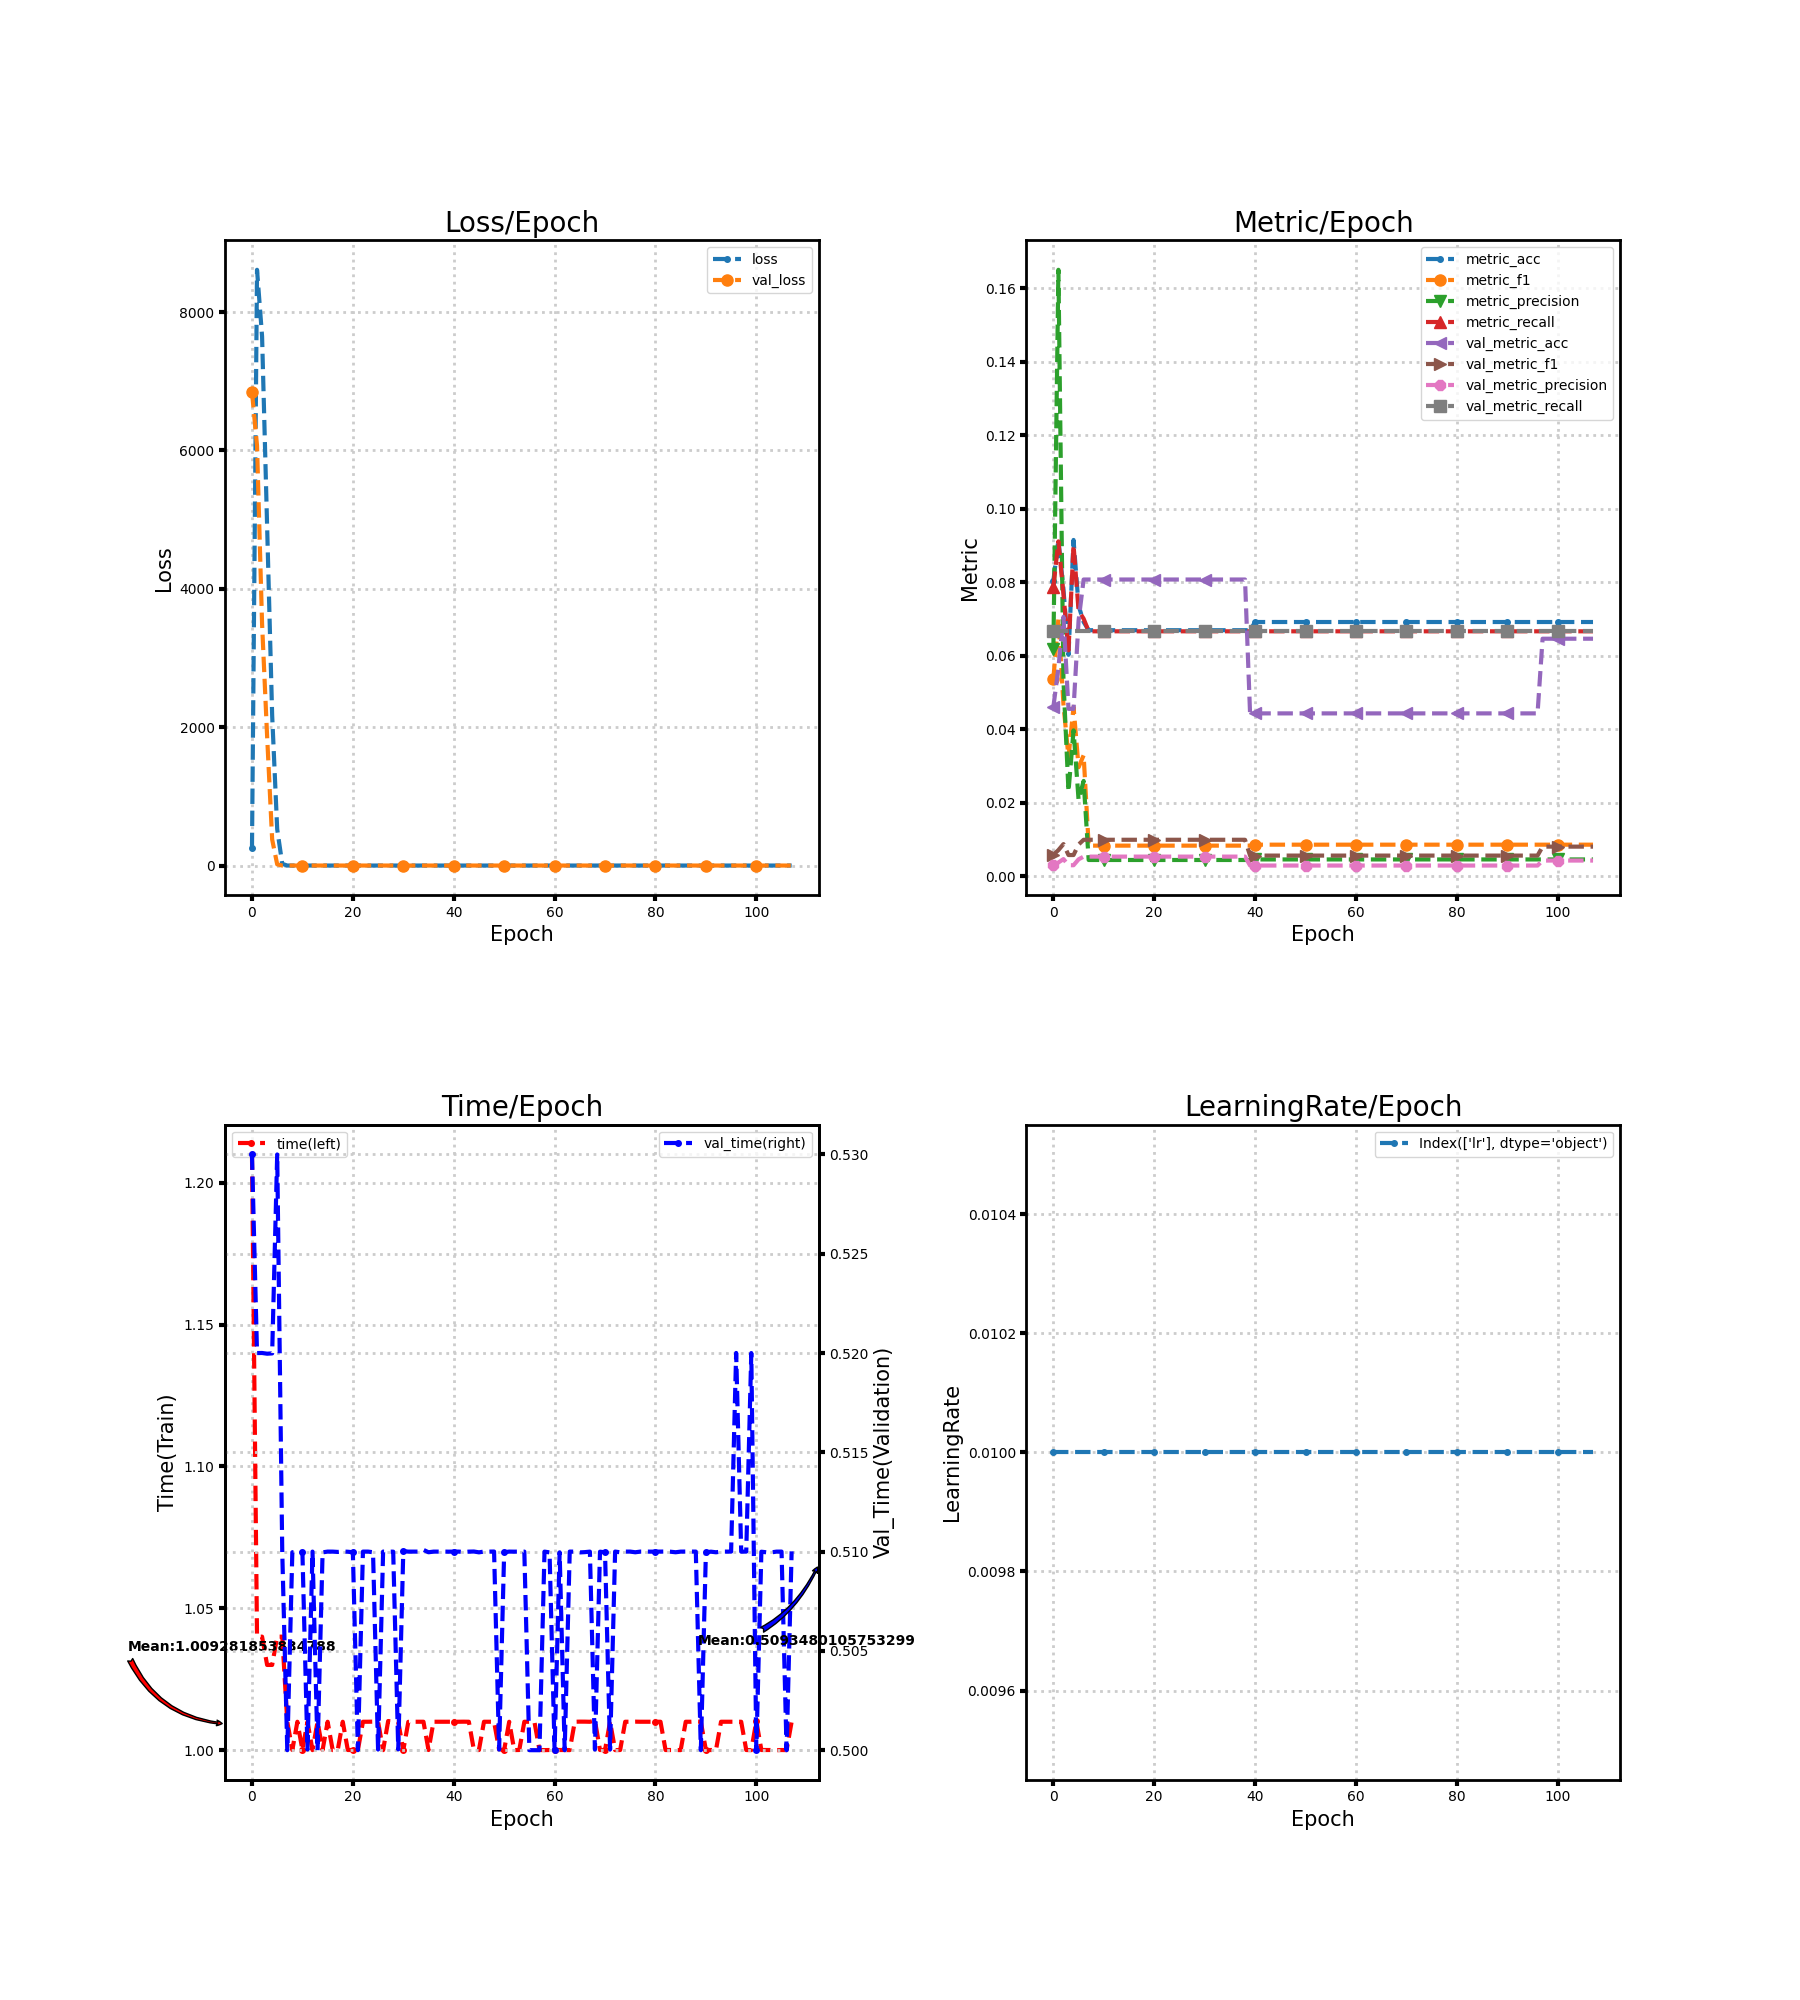 Loss/Epoch
loss
val_loss
8000
6000
4000
2000
0
Loss
0 20 40 60 80 100
Epoch
Metric/Epoch
metric_acc
metric_f1
metric_precision
metric_recall
val_metric_acc
val_metric_f1
val_metric_precision
val_metric_recall
0.16
0.14
0.12
0.10
0.08
0.06
0.04
0.02
0.00
Metric
0 20 40 60 80 100
Epoch
Time/Epoch
time(left)
val_time(right)
1.20
1.15
1.10
1.05
1.00
Time(Train)
0.530
0.525
0.520
0.515
0.510
0.505
0.500
Val_Time(Validation)
Mean:1.009281853834788
Mean:0.5093480105753299
0 20 40 60 80 100
Epoch
LearningRate/Epoch
Index(['lr'], dtype='object')
0.0104
0.0102
0.0100
0.0098
0.0096
LearningRate
0 20 40 60 80 100
Epoch